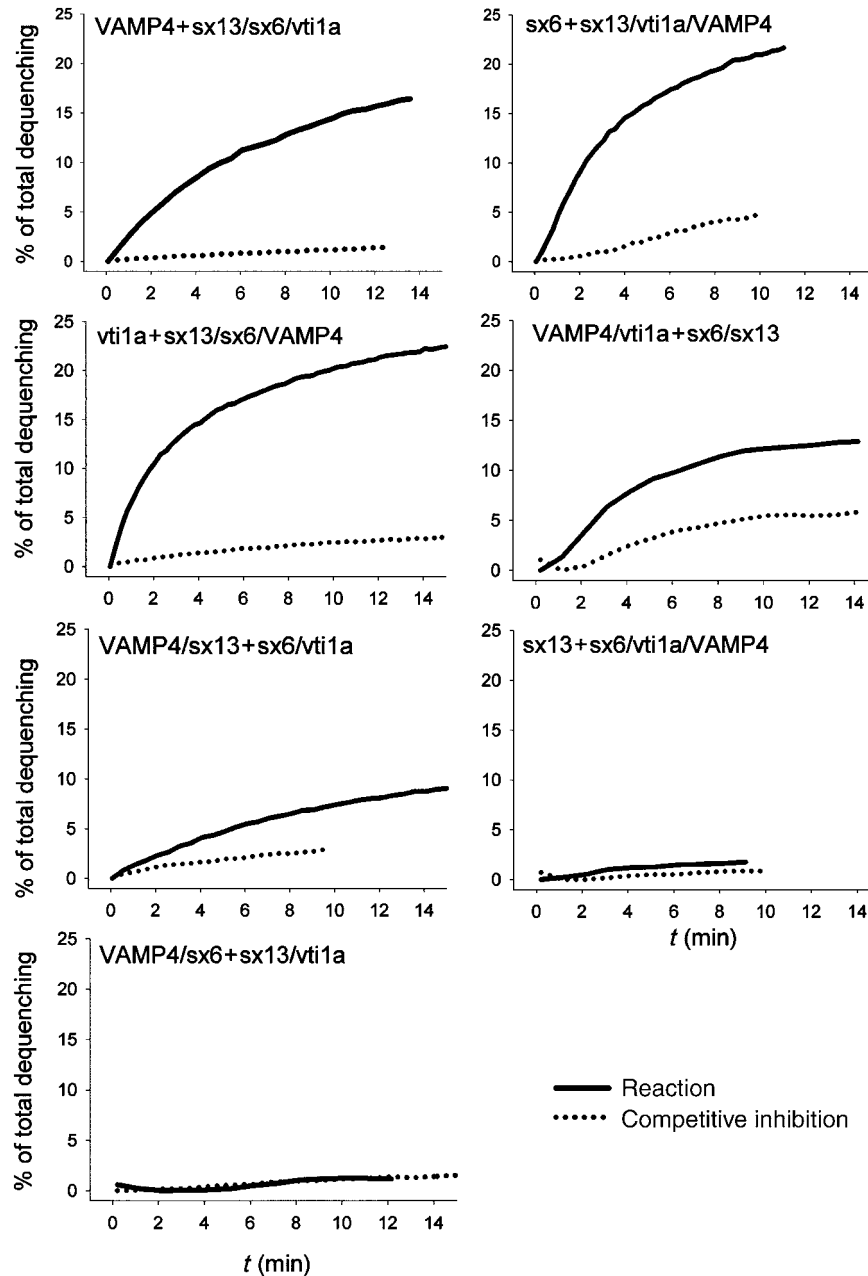 VAMP4+sx13/sx6/vti1a
% of total dequenching
25
20
15
10
5
0
0 2 4 6 8 10 12 14
sx6+sx13/vti1a/VAMP4
25
20
15
10
5
0
0 2 4 6 8 10 12 14
vti1a+sx13/sx6/VAMP4
% of total dequenching
25
20
15
10
5
0
0 2 4 6 8 10 12 14
VAMP4/vti1a+sx6/sx13
25
20
15
10
5
0
0 2 4 6 8 10 12 14
VAMP4/sx13+sx6/vti1a
% of total dequenching
25
20
15
10
5
0
0 2 4 6 8 10 12 14
sx13+sx6/vti1a/VAMP4
25
20
15
10
5
0
0 2 4 6 8 10 12 14
t (min)
VAMP4/sx6+sx13/vti1a
% of total dequenching
25
20
15
10
5
0
0 2 4 6 8 10 12 14
t (min)
Reaction
Competitive inhibition